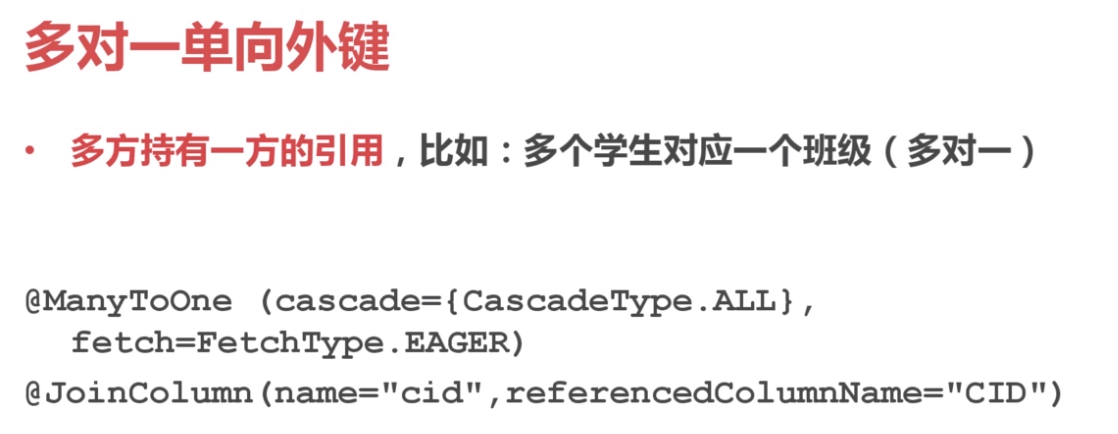 多对一单向外键
• 多方持有一方的引用，比如：多个学生对应一个班级（多对一）
@ManyToOne (cascade={CascadeType.ALL},
fetch=FetchType.EAGER)
@JoinColumn(name="cid",referencedColumnName="CID")